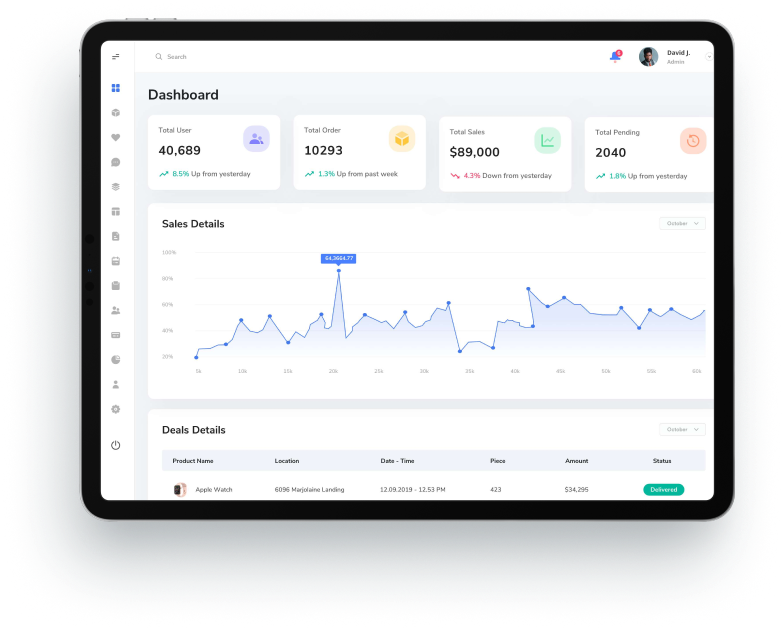 Search
6
David J.
Admin
Dashboard
Total User
40,689
8.5% Up from yesterday
Total Order
10293
1.3% Up from past week
Total Sales
$89,000
4.3% Down from yesterday
Total Pending
2040
1.8% Up from yesterday
Sales Details
October
100%
80%
60%
40%
20%
64,3664.77
5k 10k 15k 20k 25k 30k 35k 40k 45k 50k 55k 60k
Deals Details
October
Product Name Location Date - Time Piece Amount Status
Apple Watch 6096 Marjolaine Landing 12.09.2019 - 12.53 PM 423 $34,295 Delivered